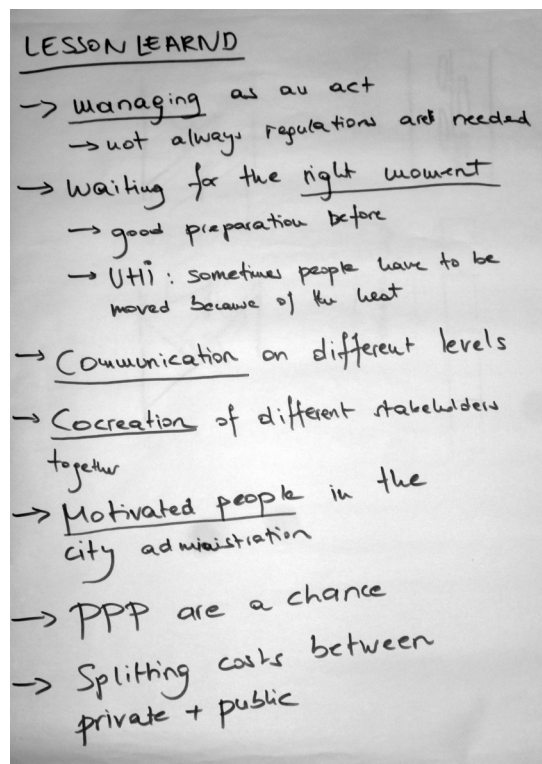 LESSON LEARND
→ managing as an act
→ not always regulations are needed
→ Waiting for the right moment
→ good preparation before
→ UHI : sometimes people have to be
moved because of the heat
→ Communication on different levels
→ Cocreation of different stakeholders
together
→ Motivated people in the
city administration
→ PPP are a chance
→ Splitting costs between
private + public